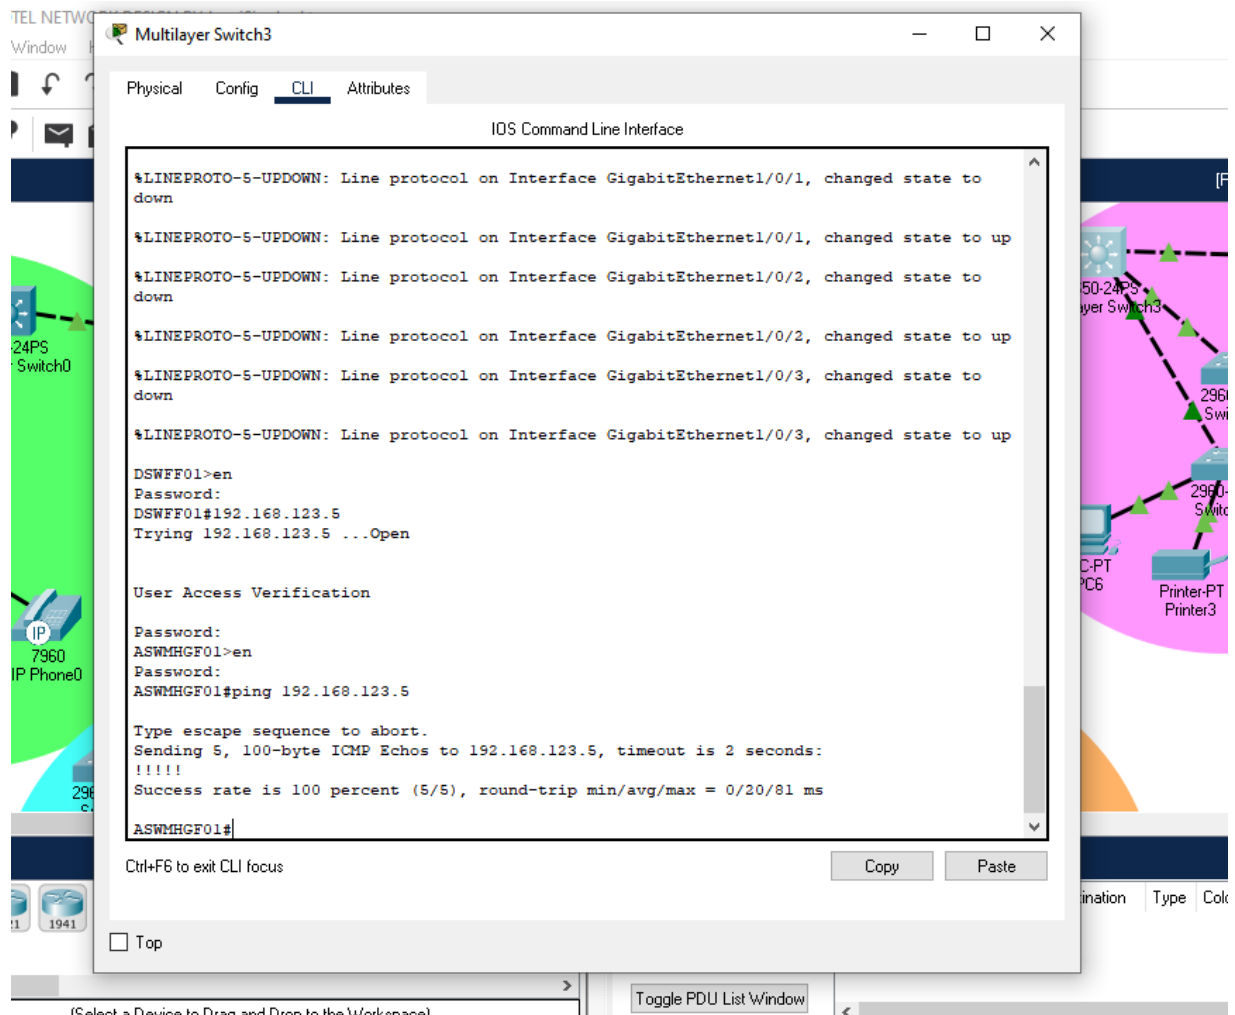 Window
Multilayer Switch3
Physical Config CLI Attributes
IOS Command Line Interface
%LINEPROTO-5-UPDOWN: Line protocol on Interface GigabitEthernet1/0/1, changed state to
down
%LINEPROTO-5-UPDOWN: Line protocol on Interface GigabitEthernet1/0/1, changed state to up
%LINEPROTO-5-UPDOWN: Line protocol on Interface GigabitEthernet1/0/2, changed state to
down
%LINEPROTO-5-UPDOWN: Line protocol on Interface GigabitEthernet1/0/2, changed state to up
%LINEPROTO-5-UPDOWN: Line protocol on Interface GigabitEthernet1/0/3, changed state to
down
%LINEPROTO-5-UPDOWN: Line protocol on Interface GigabitEthernet1/0/3, changed state to up
DSWFF01>en
Password:
DSWFF01#192.168.123.5
Trying 192.168.123.5 ...Open
User Access Verification
Password:
ASWMHGF01>en
Password:
ASWMHGF01#ping 192.168.123.5
Type escape sequence to abort.
Sending 5, 100-byte ICMP Echos to 192.168.123.5, timeout is 2 seconds:
!!!!!
Success rate is 100 percent (5/5), round-trip min/avg/max = 0/20/81 ms
ASWMHGF01#
Ctrl+F6 to exit CLI focus
Copy Paste
Top
-24PS
Switch0
IP
7960
IP Phone0
1941
50-24PS
yer Switch3
2960-
C-PT
PC6
Printer-PT
Printer3
Type
Toggle PDU List Window
(Select a Device to Drag and Drop to the Workspace)